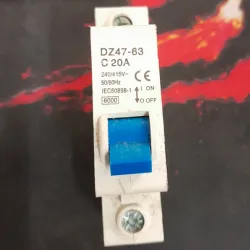 DZ47-63
C 20A
240/415V~
50/60Hz
IEC60898-1
6000
CE
I ON
O OFF